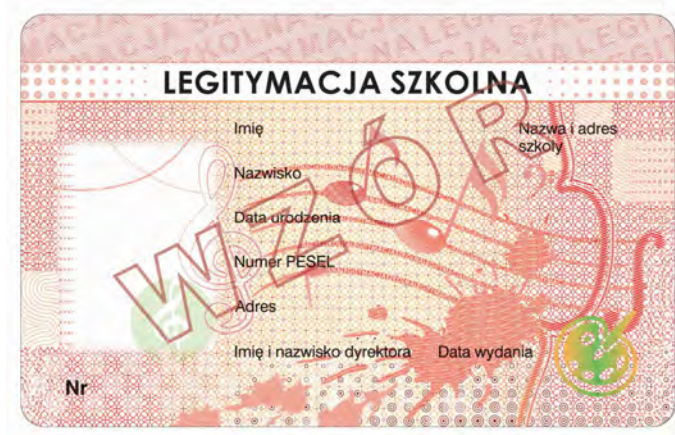 LEGITYMACJA SZKOLNA
Imię
Nazwa i adres
szkoły
Nazwisko
Data urodzenia
Numer PESEL
Adres
Imię i nazwisko dyrektora
Data wydania
Nr
WZÓR